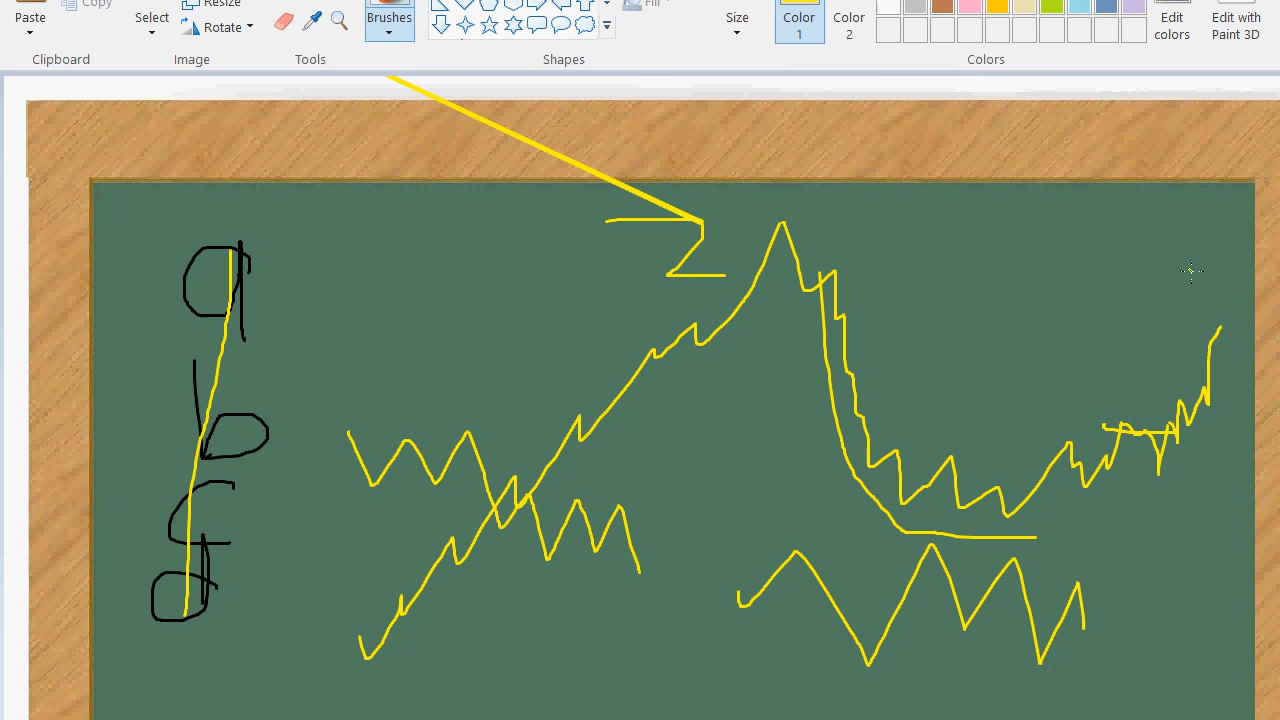 Paste
Copy
Select
Resize
Rotate
Brushes
Fill
Size
Color 1
Color 2
Edit colors
Edit with Paint 3D
Clipboard
Image
Tools
Shapes
Colors
Z
a
b
c
d